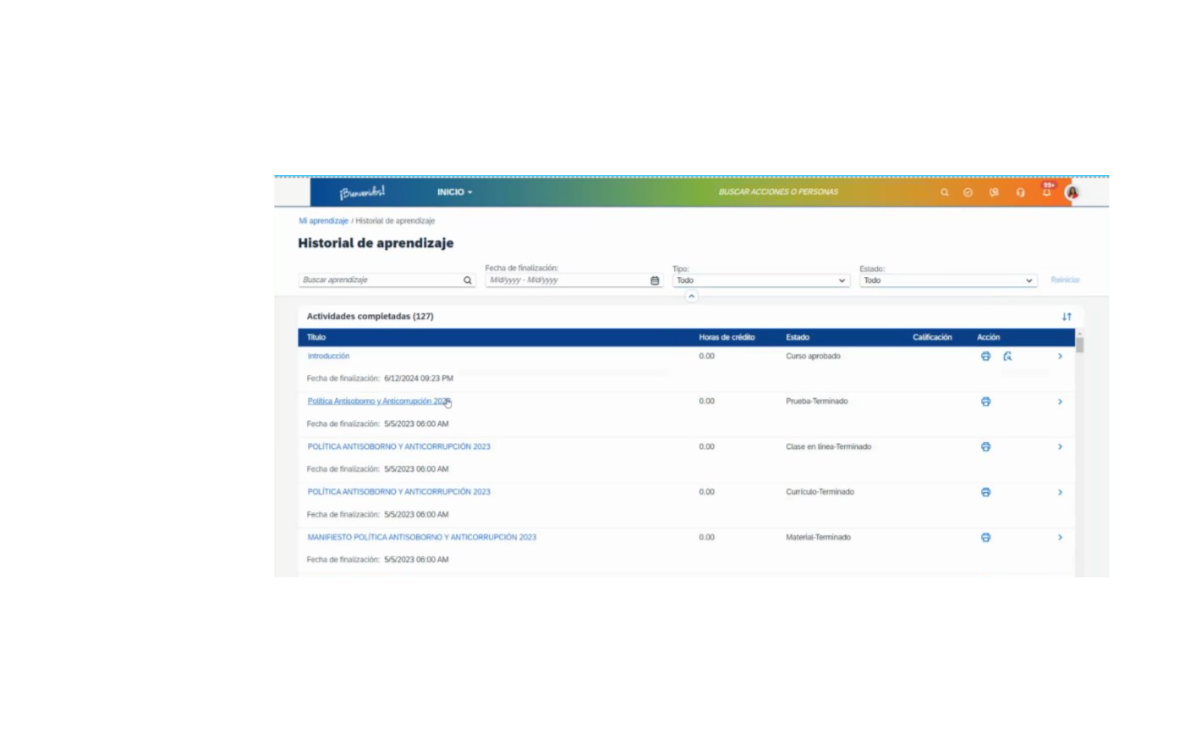 ¡Bienvenidos!
INICIO
BUSCAR ACCIONES O PERSONAS
99+
Mi aprendizaje / Historial de aprendizaje
Historial de aprendizaje
Fecha de finalización:
Tipo:
Estado:
Buscar aprendizaje
M/d/yyyy - M/d/yyyy
Todo
Todo
Reiniciar
Actividades completadas (127)
Título Horas de crédito Estado Calificación Acción
Introducción 0.00 Curso aprobado
Fecha de finalización: 6/12/2024 09:23 PM
Política Antisoborno y Anticorrupción 0.00 Prueba-Terminado
Fecha de finalización: 5/5/2023 06:00 AM
POLÍTICA ANTISOBORNO Y ANTICORRUPCIÓN 2023 0.00 Clase en línea-Terminado
Fecha de finalización: 5/5/2023 06:00 AM
POLÍTICA ANTISOBORNO Y ANTICORRUPCIÓN 2023 0.00 Currículo-Terminado
Fecha de finalización: 5/5/2023 06:00 AM
MANIFIESTO POLÍTICA ANTISOBORNO Y ANTICORRUPCIÓN 2023 0.00 Material-Terminado
Fecha de finalización: 5/5/2023 06:00 AM